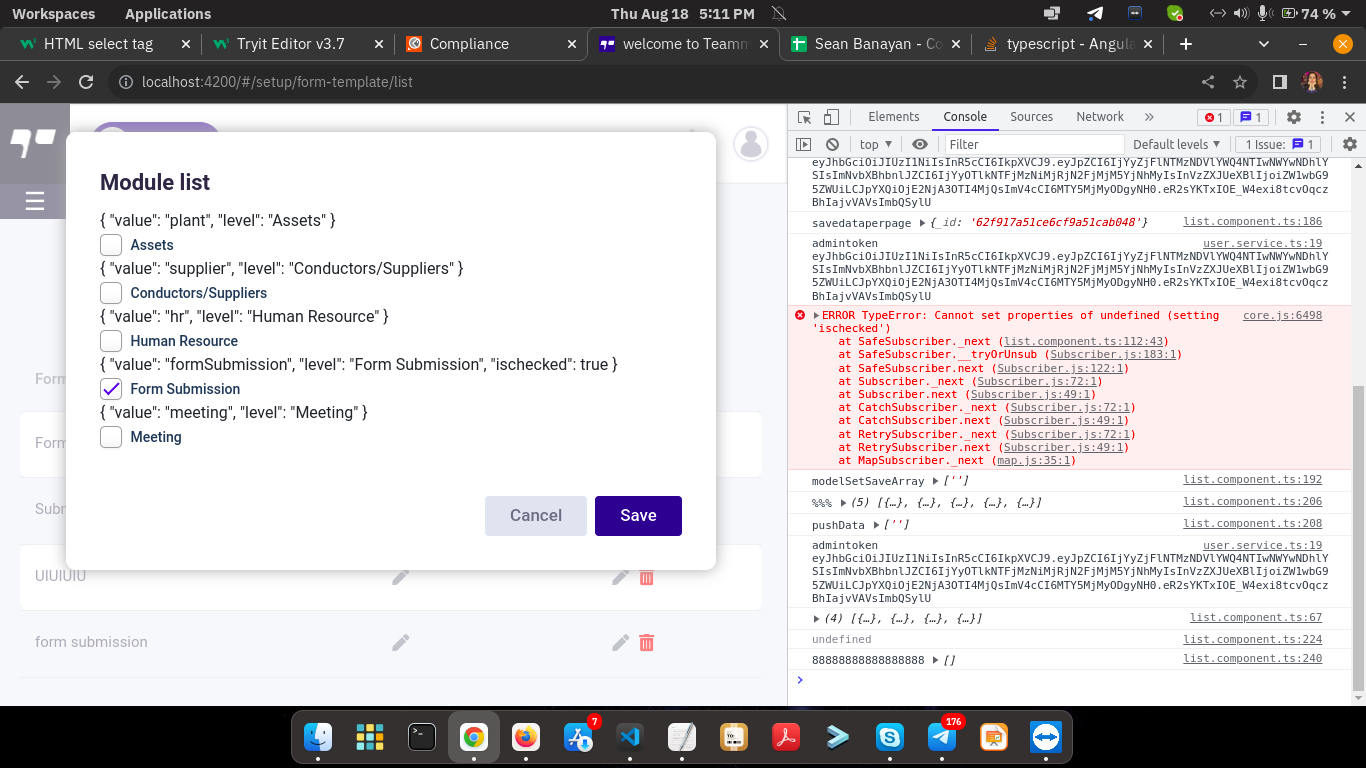 Workspaces Applications Thu Aug 18 5:11 PM 74 %
HTML select tag Tryit Editor v3.7 Compliance welcome to Teamm Sean Banayan - Co typescript - Angula
localhost:4200/#/setup/form-template/list
Module list
{ "value": "plant", "level": "Assets" }
Assets
{ "value": "supplier", "level": "Conductors/Suppliers" }
Conductors/Suppliers
{ "value": "hr", "level": "Human Resource" }
Human Resource
{ "value": "formSubmission", "level": "Form Submission", "ischecked": true }
Form Submission
{ "value": "meeting", "level": "Meeting" }
Meeting
Cancel Save
Form
Form
Subr
UIUIUIU
form submission
Elements Console Sources Network » 1 1
top Filter Default levels 1 Issue: 1
savedataperpage {_id: '62f917a51ce6cf9a51cab048'} list.component.ts:186
admintoken user.service.ts:19
ERROR TypeError: Cannot set properties of undefined (setting core.js:6498
'ischecked')
at SafeSubscriber._next (list.component.ts:112:43)
at SafeSubscriber.__tryOrUnsub (Subscriber.js:183:1)
at SafeSubscriber.next (Subscriber.js:122:1)
at Subscriber._next (Subscriber.js:72:1)
at Subscriber.next (Subscriber.js:49:1)
at CatchSubscriber._next (Subscriber.js:72:1)
at CatchSubscriber.next (Subscriber.js:49:1)
at RetrySubscriber._next (Subscriber.js:72:1)
at RetrySubscriber.next (Subscriber.js:49:1)
at MapSubscriber._next (map.js:35:1)
modelSetSaveArray [''] list.component.ts:192
%%% (5) [{…}, {…}, {…}, {…}, {…}] list.component.ts:206
pushData [''] list.component.ts:208
admintoken user.service.ts:19
(4) [{…}, {…}, {…}, {…}] list.component.ts:67
undefined list.component.ts:224
88888888888888888 [] list.component.ts:240
7 176